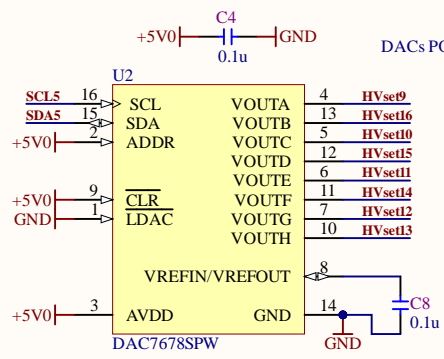 C4
+5V0 GND
0.1u
DACs PC
U2
SCL5 16 SCL VOUTA 4 HVset9
SDA5 15 SDA VOUTB 13 HVset16
+5V0 2 ADDR VOUTC 5 HVset10
VOUTD 12 HVset15
VOUTE 6 HVset11
+5V0 9 CLR VOUTF 11 HVset14
GND 1 LDAC VOUTG 7 HVset12
VOUTH 10 HVset13
VREFIN/VREFOUT 8
C8
0.1u
+5V0 3 AVDD GND 14
GND
DAC7678SPW